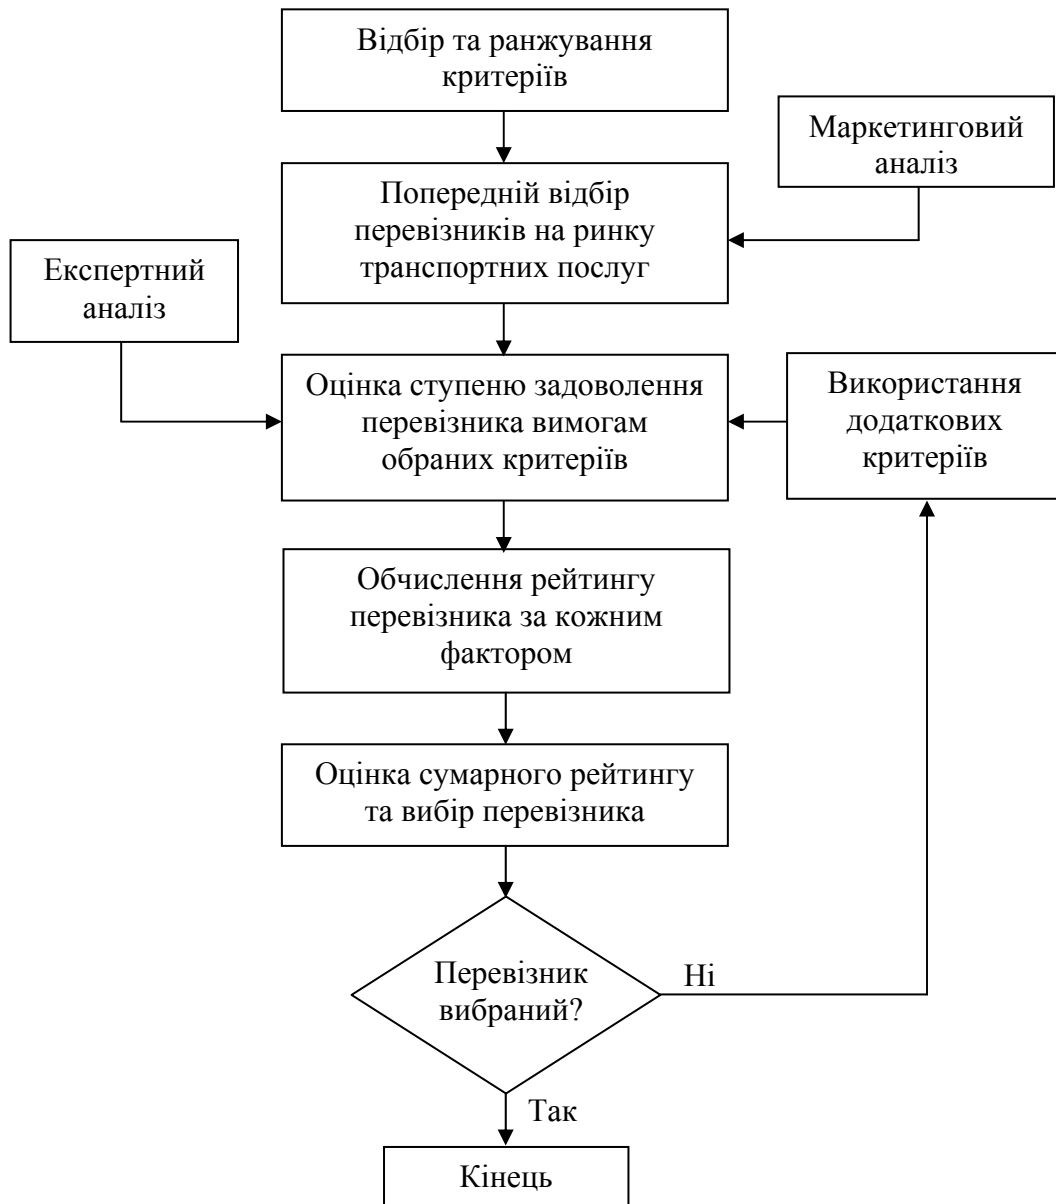 Відбір та ранжування
критеріїв
Маркетинговий
аналіз
Попередній відбір
перевізників на ринку
транспортних послуг
Експертний
аналіз
Оцінка ступеню задоволення
перевізника вимогам
обраних критеріїв
Використання
додаткових
критеріїв
Обчислення рейтингу
перевізника за кожним
фактором
Оцінка сумарного рейтингу
та вибір перевізника
Перевізник
вибраний?
Ні
Так
Кінець